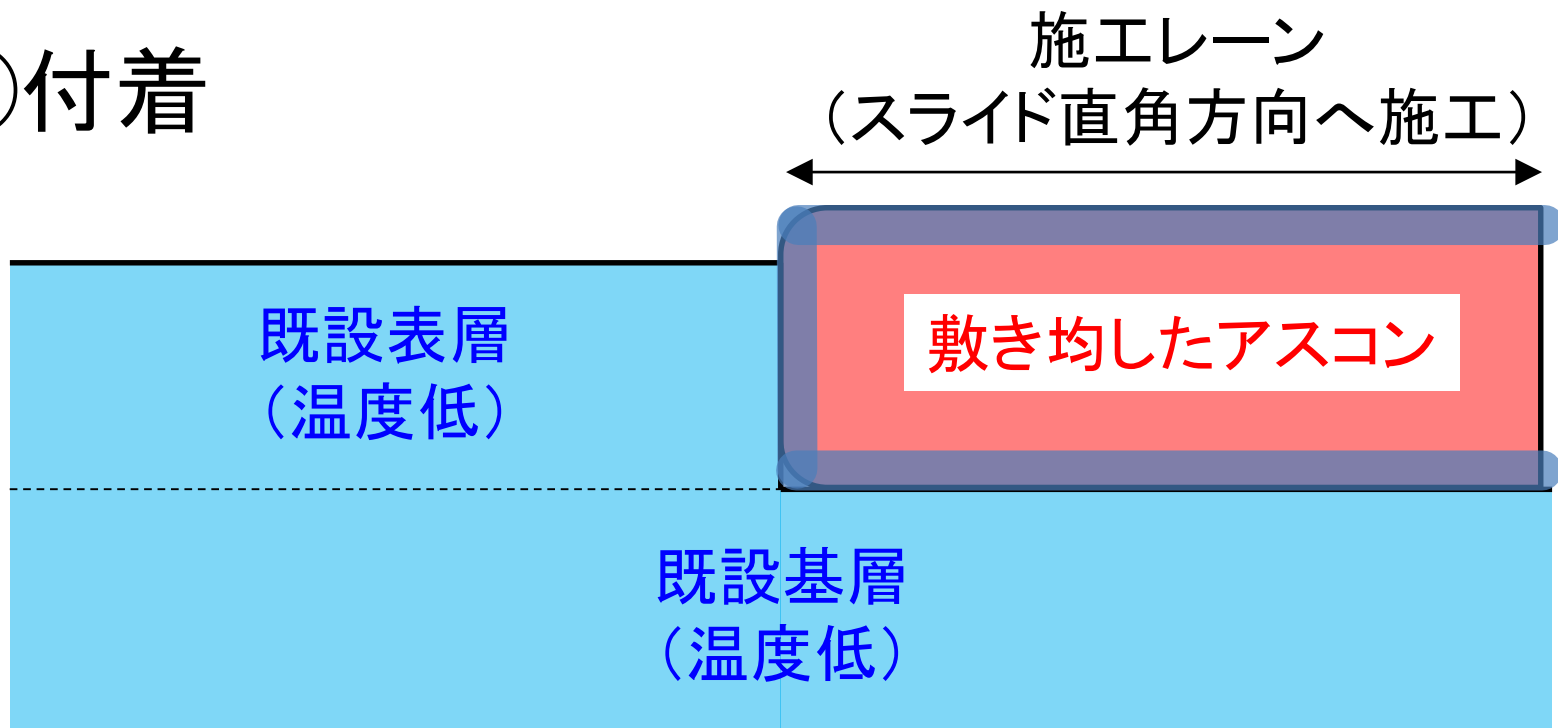 ）付着
施工レーン
（スライド直角方向へ施工）
既設表層
（温度低）
敷き均したアスコン
既設基層
（温度低）